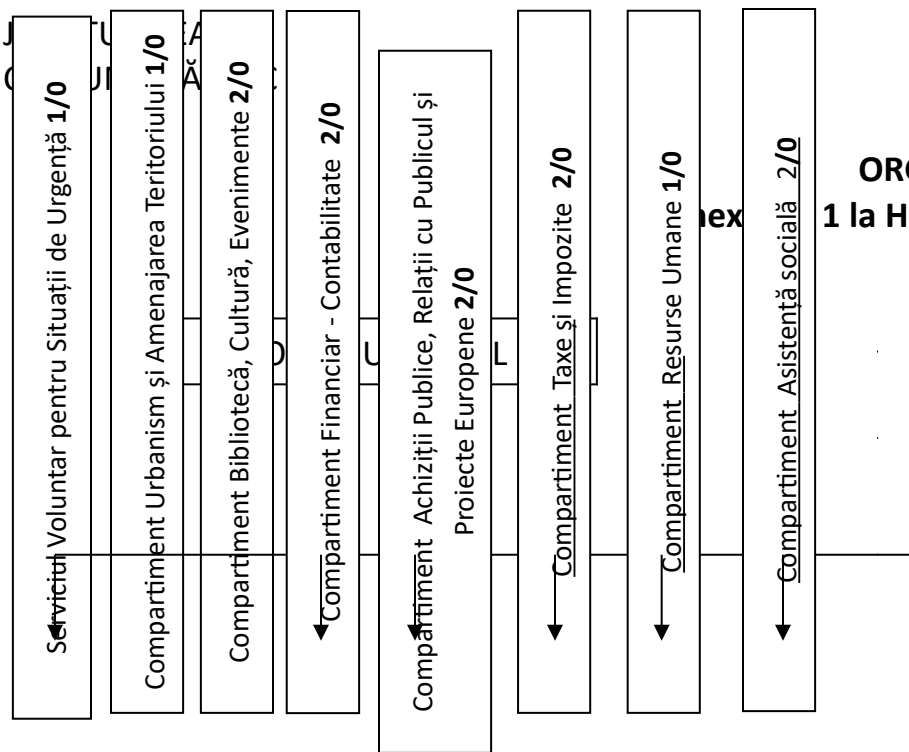 Serviciul Voluntar pentru Situații de Urgență 1/0
Compartiment Urbanism și Amenajarea Teritoriului 1/0
Compartiment Bibliotecă, Cultură, Evenimente 2/0
Compartiment Financiar - Contabilitate 2/0
Compartiment Achiziții Publice, Relații cu Publicul și
Proiecte Europene 2/0
Compartiment Taxe și Impozite 2/0
Compartiment Resurse Umane 1/0
Compartiment Asistență socială 2/0
1 la